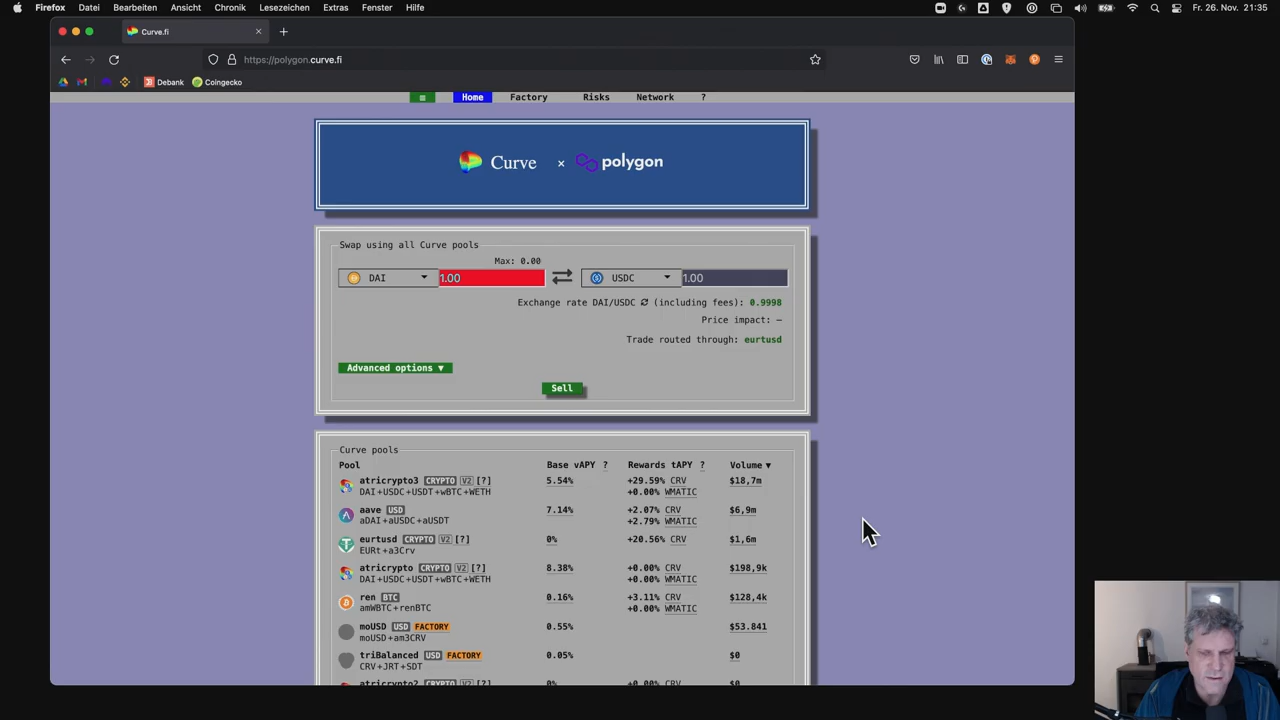 Firefox Datei Bearbeiten Ansicht Chronik Lesezeichen Extras Fenster Hilfe Fr. 26. Nov. 21:35
Curve.fi
https://polygon.curve.fi
Debank Coingecko
Home Factory Risks Network ?
Curve × polygon
Swap using all Curve pools
Max: 0.00
DAI 1.00 USDC 1.00
Exchange rate DAI/USDC (including fees): 0.9998
Price impact: —
Trade routed through: eurtusd
Advanced options ▼
Sell
Curve pools
Pool Base vAPY ? Rewards tAPY ? Volume ▼
atricrypto3 CRYPTO V2 [?] 5.54% +29.59% CRV $18,7m
DAI+USDC+USDT+wBTC+WETH +0.00% WMATIC
aave USD 7.14% +2.07% CRV $6,9m
aDAI+aUSDC+aUSDT +2.79% WMATIC
eurtusd CRYPTO V2 [?] 0% +20.56% CRV $1,6m
EURt+a3Crv
atricrypto CRYPTO V2 [?] 8.38% +0.00% CRV $198,9k
DAI+USDC+USDT+wBTC+WETH +0.00% WMATIC
ren BTC 0.16% +3.11% CRV $128,4k
amWBTC+renBTC +0.00% WMATIC
moUSD USD FACTORY 0.55% $53.841
moUSD+am3CRV
triBalanced USD FACTORY 0.05% $0
CRV+JRT+SDT
atricrypto2 CRYPTO V2 [?] 0% +0.00% CRV $0